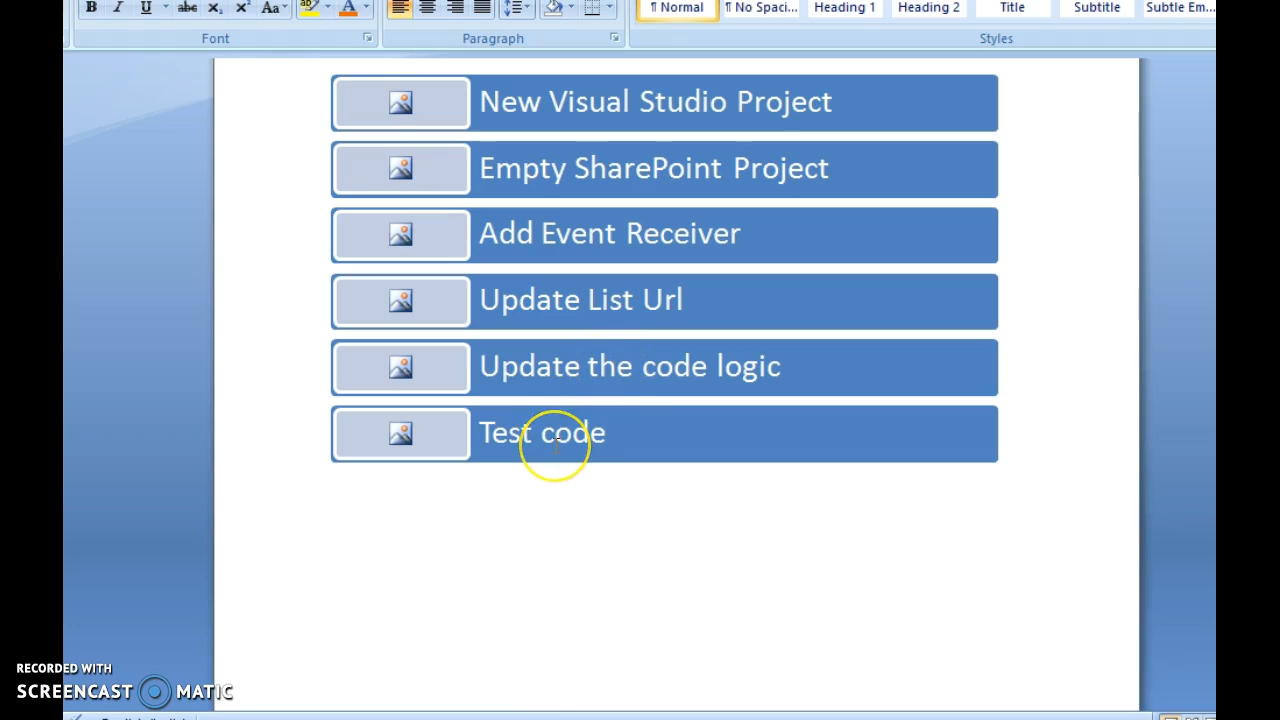 B I U abc X₂ X² Aa ab A
¶ Normal ¶ No Spaci... Heading 1 Heading 2 Title Subtitle Subtle Em...
Font Paragraph Styles
New Visual Studio Project
Empty SharePoint Project
Add Event Receiver
Update List Url
Update the code logic
Test code
RECORDED WITH
SCREENCAST MATIC